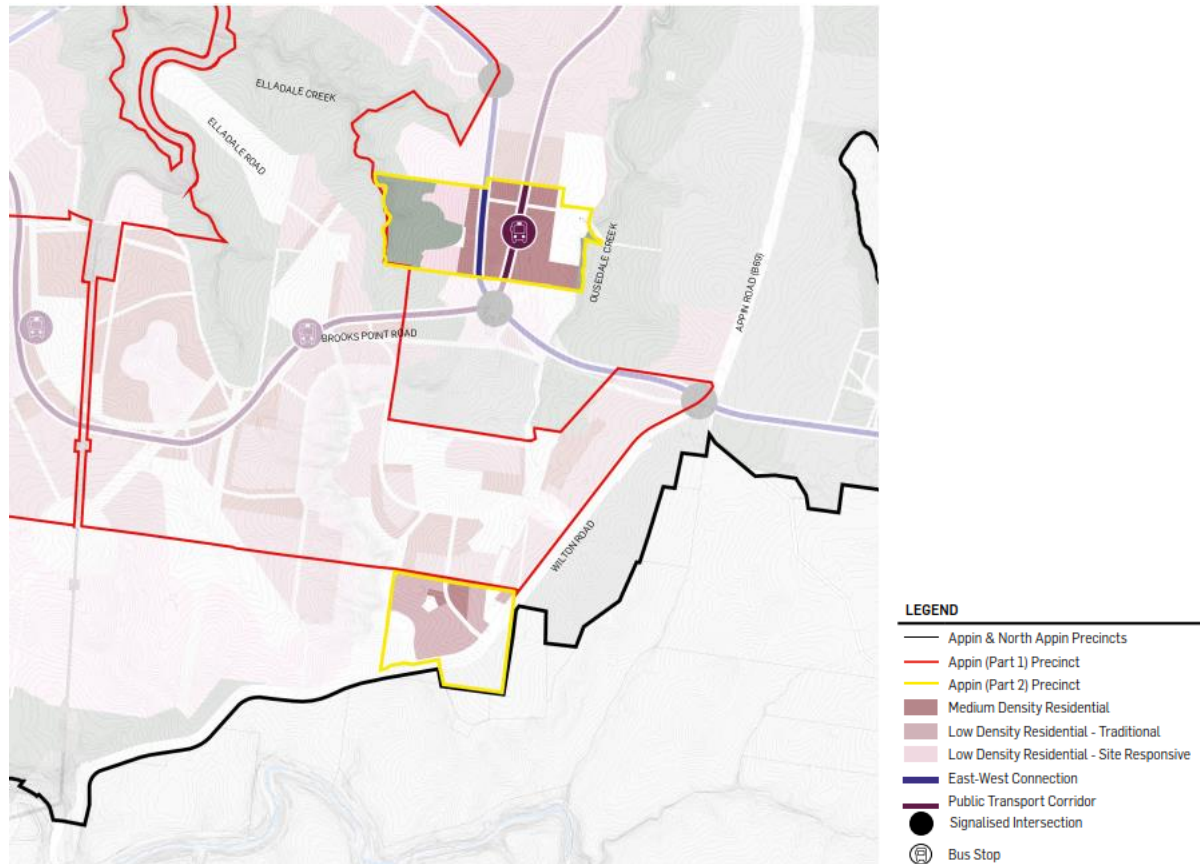 ELLADALE CREEK
ELLADALE ROAD
OUSEDALE CREEK
APPIN ROAD (B69)
BROOKS POINT ROAD
WILTON ROAD
LEGEND
Appin & North Appin Precincts
Appin (Part 1) Precinct
Appin (Part 2) Precinct
Medium Density Residential
Low Density Residential - Traditional
Low Density Residential - Site Responsive
East-West Connection
Public Transport Corridor
Signalised Intersection
Bus Stop